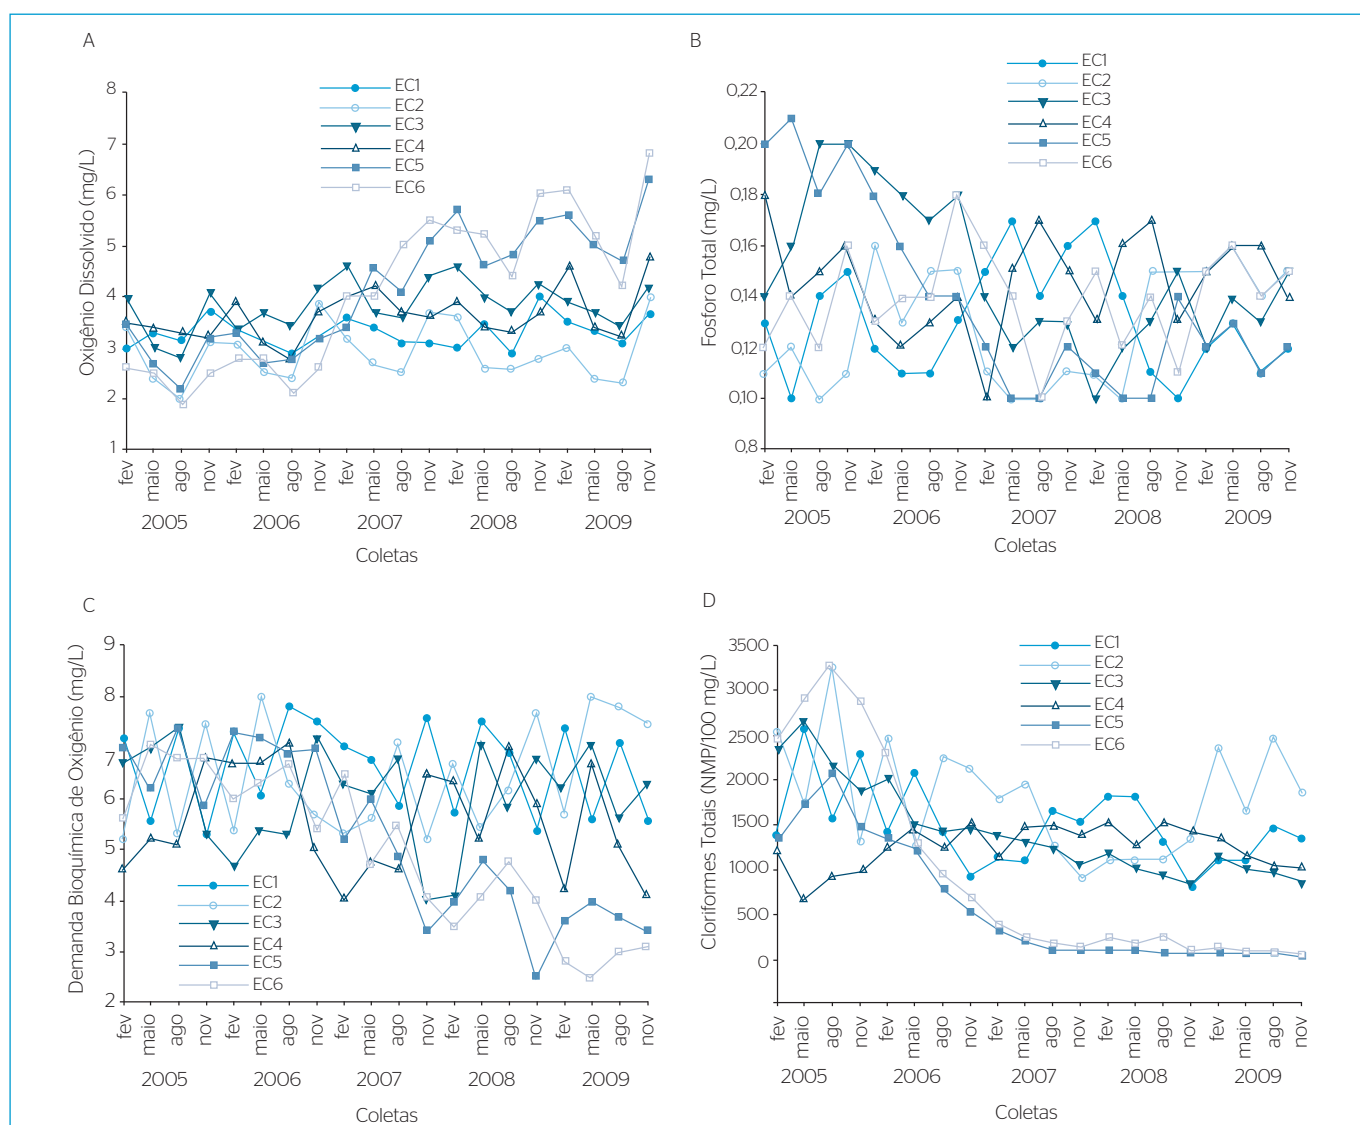 A
Oxigênio Dissolvido (mg/L)
8
7
6
5
4
3
2
1
EC1
EC2
EC3
EC4
EC5
EC6
fev maio ago nov fev maio ago nov fev maio ago nov fev maio ago nov fev maio ago nov
2005 2006 2007 2008 2009
Coletas
B
Fosforo Total (mg/L)
0,22
0,20
0,18
0,16
0,14
0,12
0,10
0,8
EC1
EC2
EC3
EC4
EC5
EC6
fev maio ago nov fev maio ago nov fev maio ago nov fev maio ago nov fev maio ago nov
2005 2006 2007 2008 2009
Coletas
C
Demanda Bioquímica de Oxigênio (mg/L)
9
8
7
6
5
4
3
2
EC1
EC2
EC3
EC4
EC5
EC6
fev maio ago nov fev maio ago nov fev maio ago nov fev maio ago nov fev maio ago nov
2005 2006 2007 2008 2009
Coletas
D
Cloriformes Totais (NMP/100 mg/L)
3500
3000
2500
2000
1500
1000
500
0
EC1
EC2
EC3
EC4
EC5
EC6
fev maio ago nov fev maio ago nov fev maio ago nov fev maio ago nov fev maio ago nov
2005 2006 2007 2008 2009
Coletas